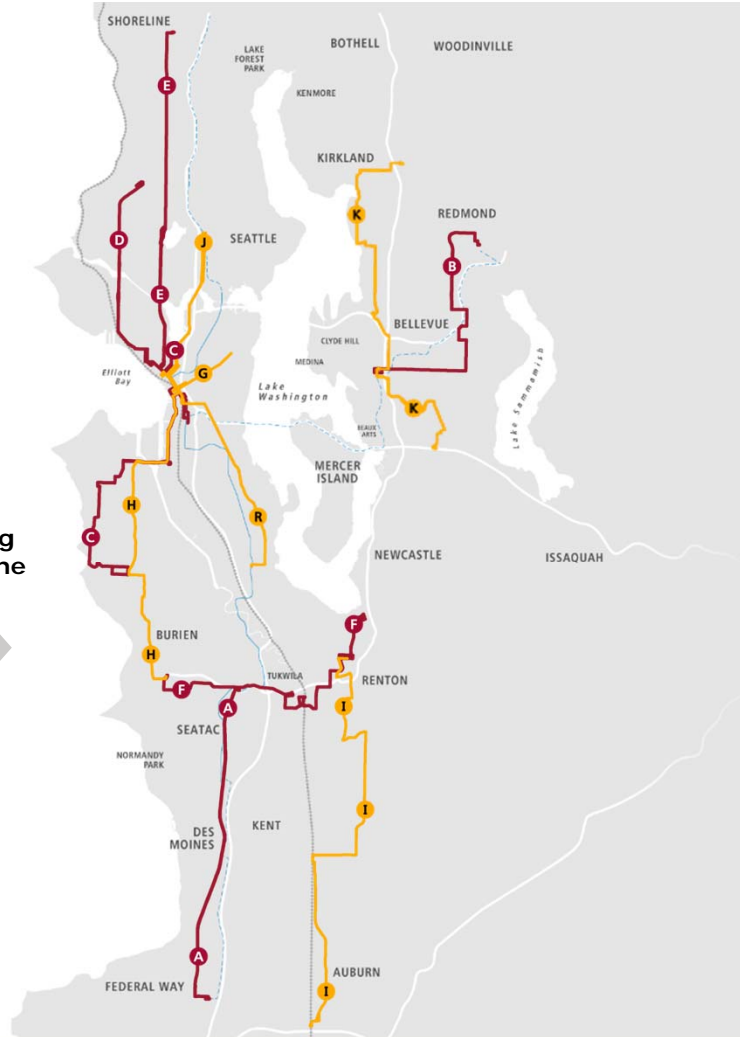 SHORELINE
LAKE
FOREST
PARK
BOTHELL
WOODINVILLE
E
KENMORE
KIRKLAND
K
REDMOND
D
J
SEATTLE
B
E
BELLEVUE
C
CLYDE HILL
MEDINA
G
Elliott
Bay
Lake
Washington
K
Lake Sammamish
BEAUX
ARTS
MERCER
ISLAND
H
R
C
ng
ne
NEWCASTLE
ISSAQUAH
F
BURIEN
H
TUKWILA
RENTON
F
A
I
SEATAC
NORMANDY
PARK
I
KENT
DES
MOINES
A
AUBURN
FEDERAL WAY
I